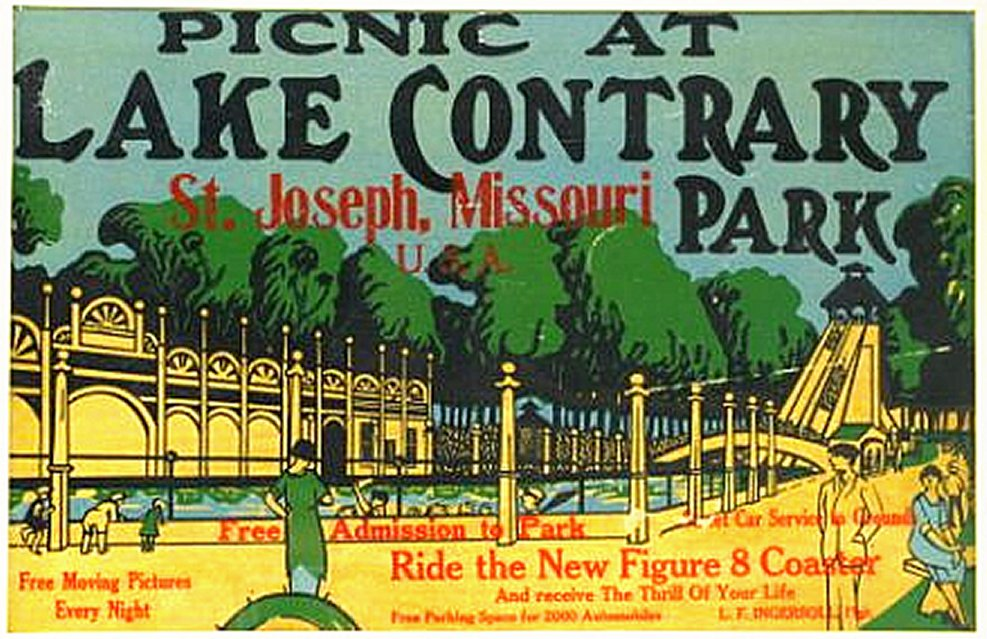 PICNIC AT
LAKE CONTRARY
PARK
St. Joseph, Missouri
U.S.A.
Free Admission to Park
Car Service to Grounds
Ride the New Figure 8 Coaster
And receive The Thrill Of Your Life
Free Parking Space for 2000 Automobiles
L. F. INGERSOLL,
Free Moving Pictures
Every Night